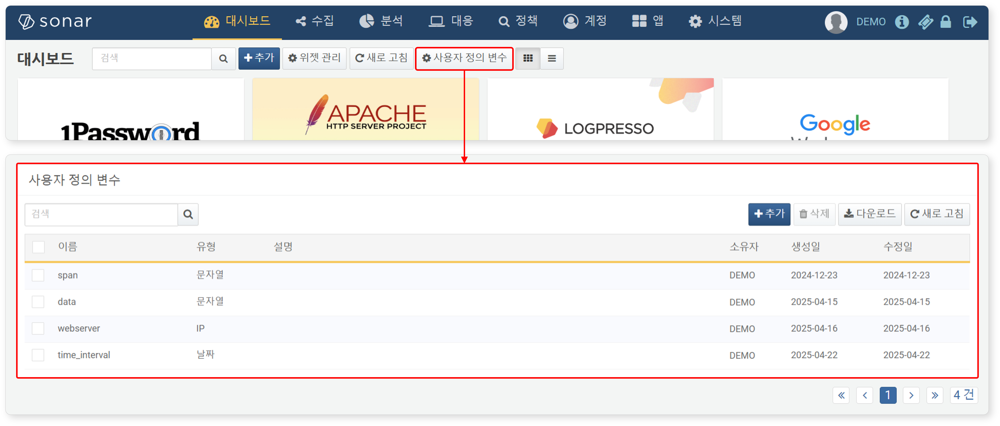 sonar 대시보드 수집 분석 대응 정책 계정 앱 시스템 DEMO
대시보드 검색 추가 위젯 관리 새로 고침 사용자 정의 변수
1Password
APACHE
HTTP SERVER PROJECT
LOGPRESSO
Google
사용자 정의 변수
검색 추가 삭제 다운로드 새로 고침
이름 유형 설명 소유자 생성일 수정일
span 문자열 DEMO 2024-12-23 2024-12-23
data 문자열 DEMO 2025-04-15 2025-04-15
webserver IP DEMO 2025-04-16 2025-04-16
time_interval 날짜 DEMO 2025-04-22 2025-04-22
« ‹ 1 › » 4 건